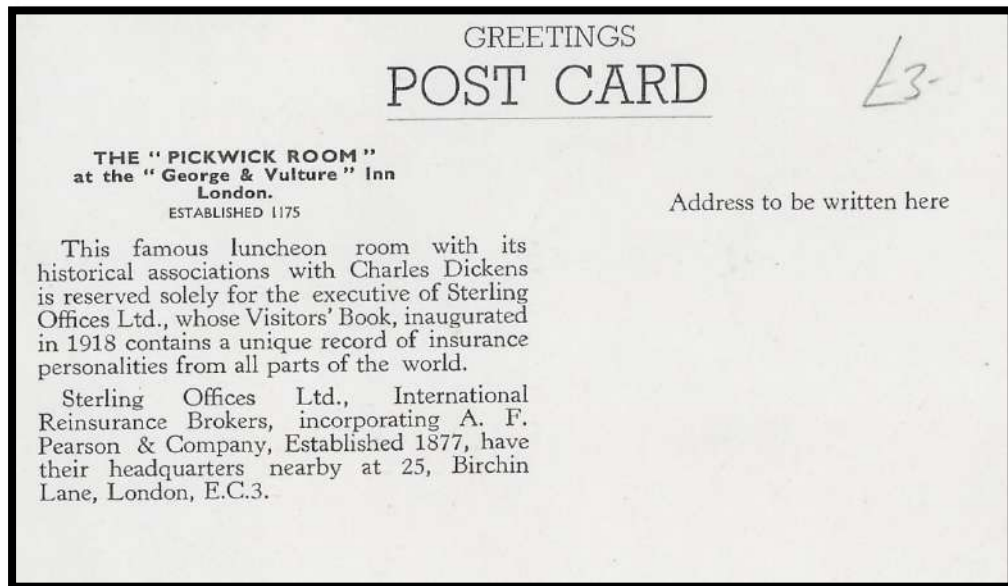 GREETINGS
POST CARD
£3-
THE "PICKWICK ROOM"
at the "George & Vulture" Inn
London.
ESTABLISHED 1175
Address to be written here
This famous luncheon room with its
historical associations with Charles Dickens
is reserved solely for the executive of Sterling
Offices Ltd., whose Visitors' Book, inaugurated
in 1918 contains a unique record of insurance
personalities from all parts of the world.
Sterling Offices Ltd., International
Reinsurance Brokers, incorporating A. F.
Pearson & Company, Established 1877, have
their headquarters nearby at 25, Birchin
Lane, London, E.C.3.